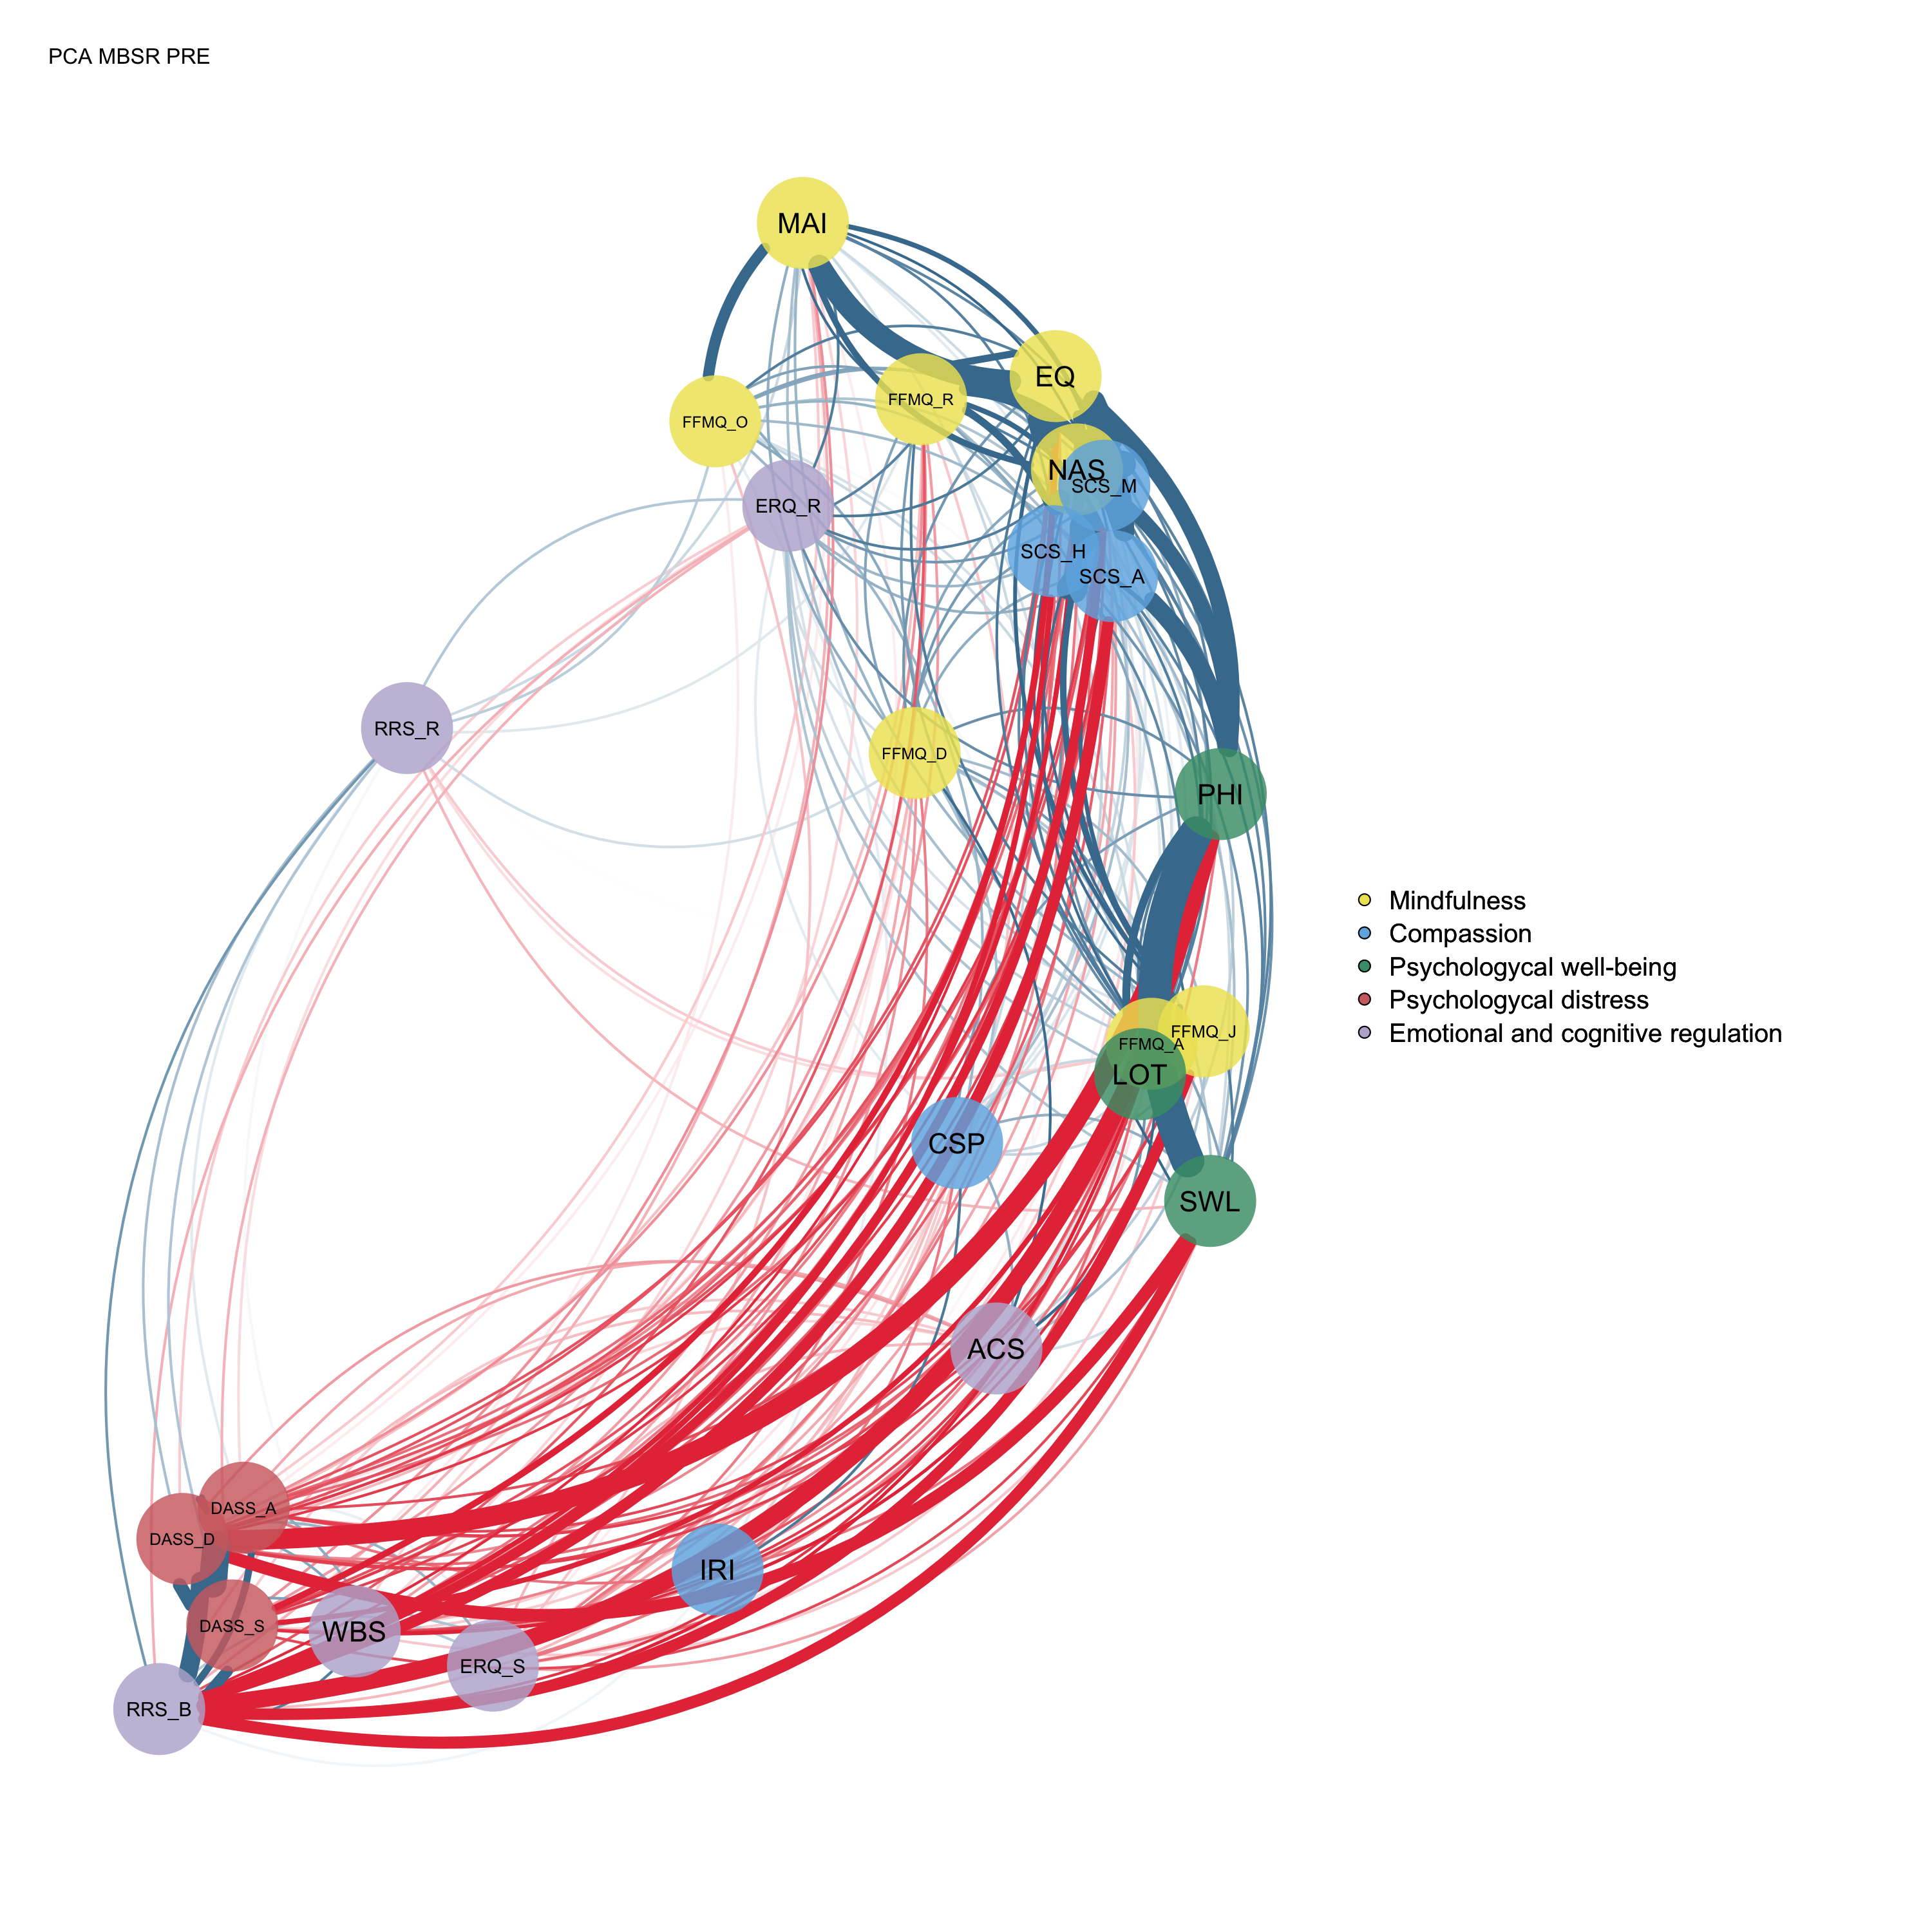 PCA MBSR PRE
MAI
EQ
FFMQ_R
FFMQ_O
NAS
SCS_M
ERQ_R
SCS_H
SCS_A
RRS_R
FFMQ_D
PHI
Mindfulness
Compassion
Psychologycal well-being
Psychologycal distress
Emotional and cognitive regulation
FFMQ_J
FFMQ_A
LOT
CSP
SWL
ACS
DASS_A
DASS_D
IRI
DASS_S
WBS
ERQ_S
RRS_B